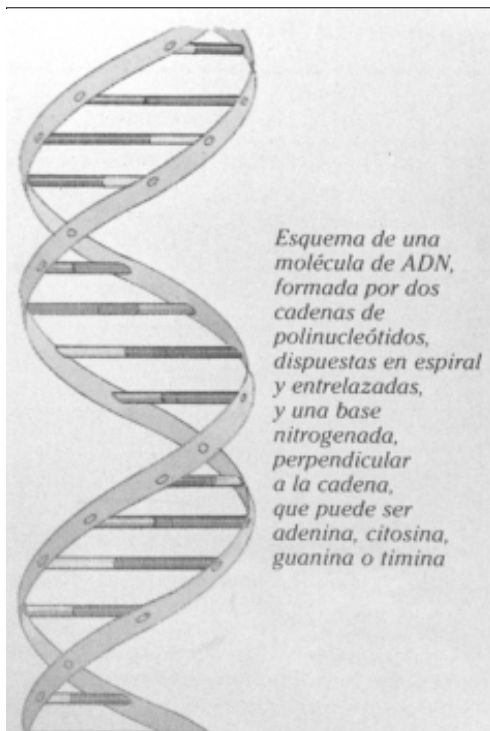 Esquema de una
molécula de ADN,
formada por dos
cadenas de
polinucleótidos,
dispuestas en espiral
y entrelazadas,
y una base
nitrogenada,
perpendicular
a la cadena,
que puede ser
adenina, citosina,
guanina o timina